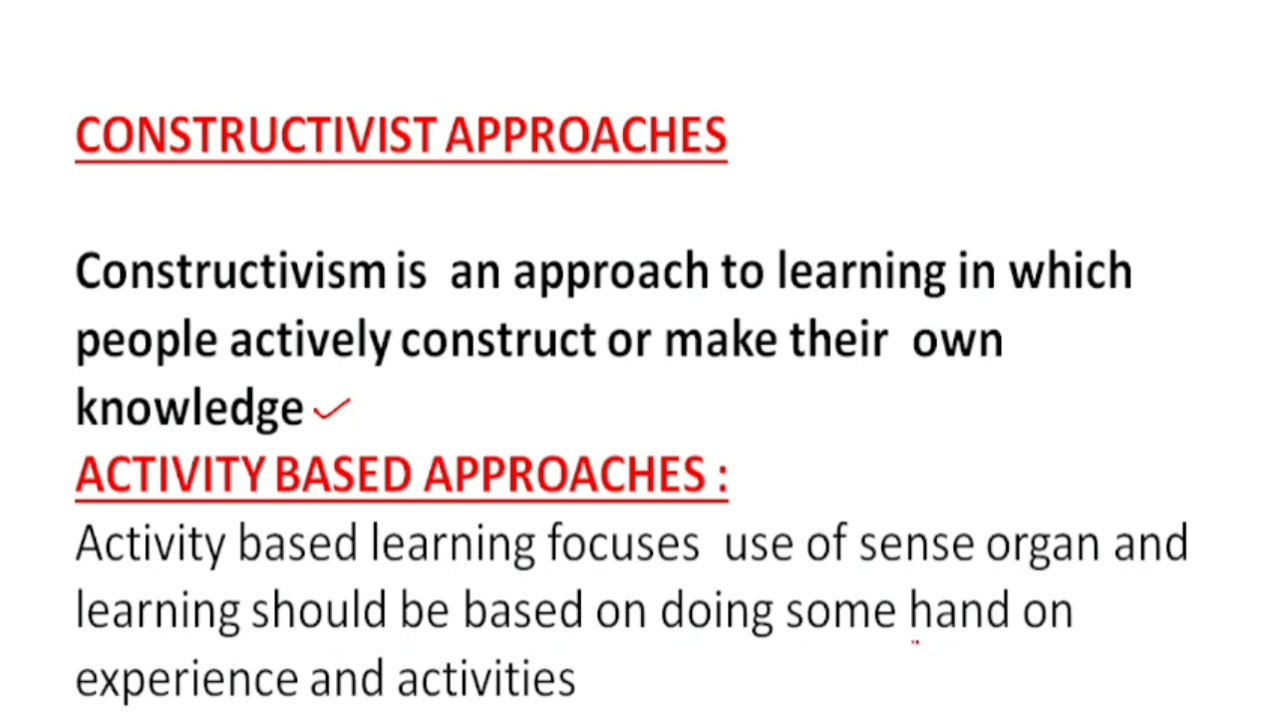 CONSTRUCTIVIST APPROACHES
Constructivism is an approach to learning in which
people actively construct or make their own
knowledge
ACTIVITY BASED APPROACHES :
Activity based learning focuses use of sense organ and
learning should be based on doing some hand on
experience and activities